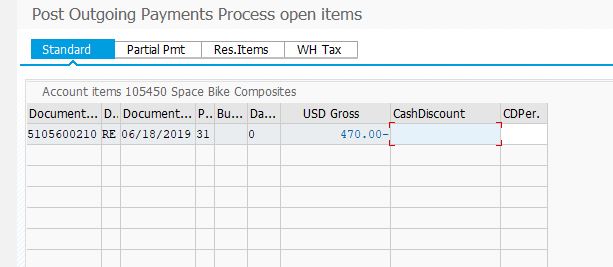 Post Outgoing Payments Process open items
Standard Partial Pmt Res.Items WH Tax
Account items 105450 Space Bike Composites
Document... D.. Document... P.. Bu... Da... USD Gross CashDiscount CDPer.
5105600210 RE 06/18/2019 31 0 470.00-